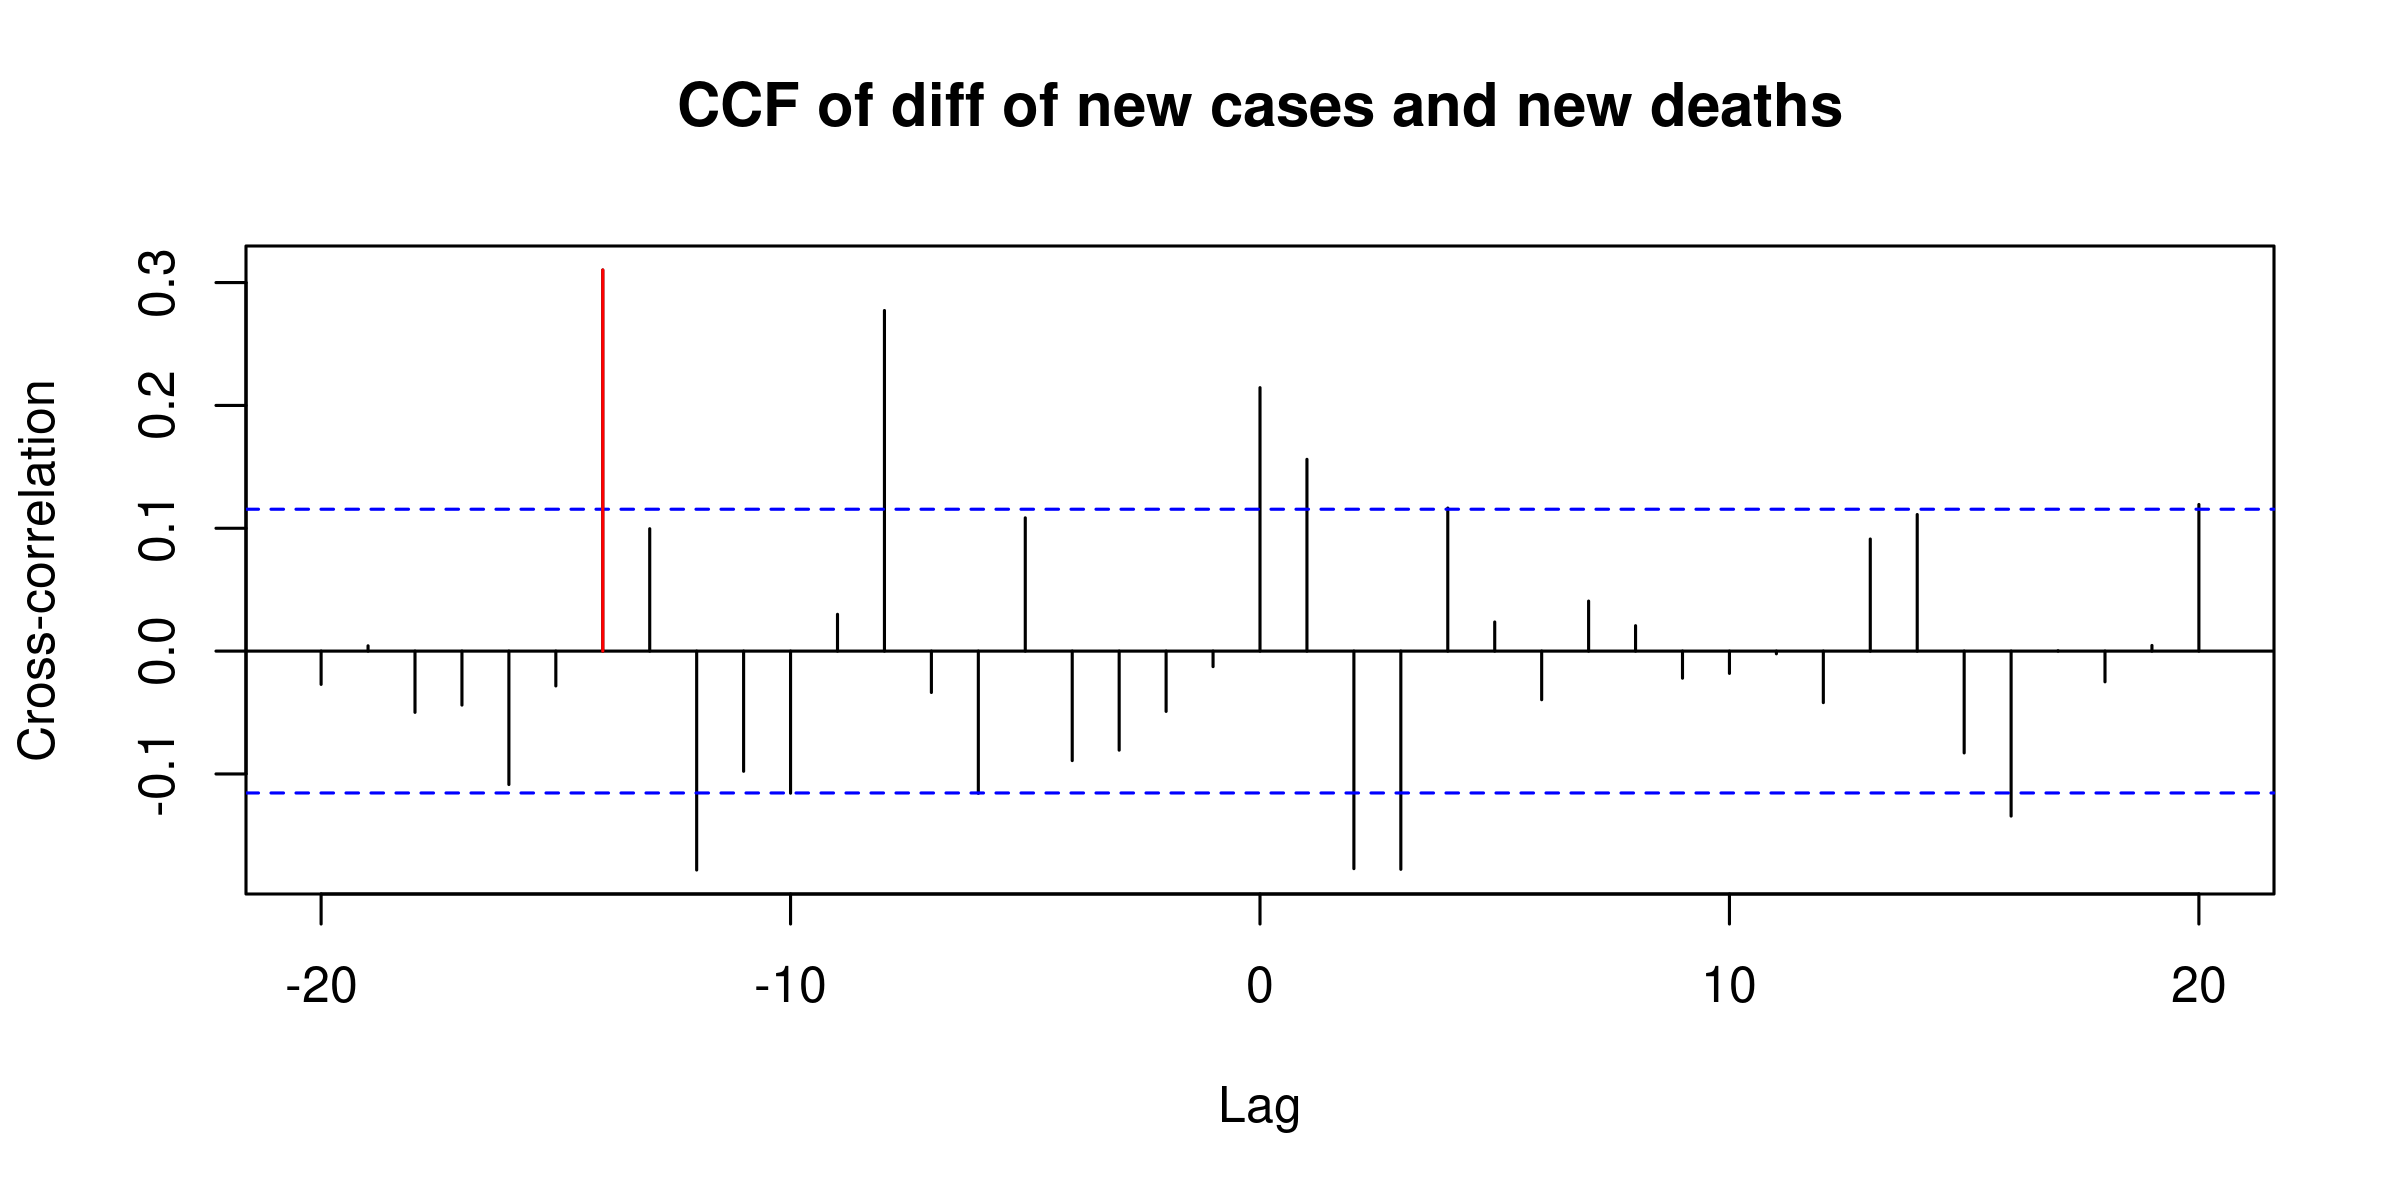 CCF of diff of new cases and new deaths
Cross-correlation
0.3
0.2
0.1
0.0
-0.1
-20 -10 0 10 20
Lag